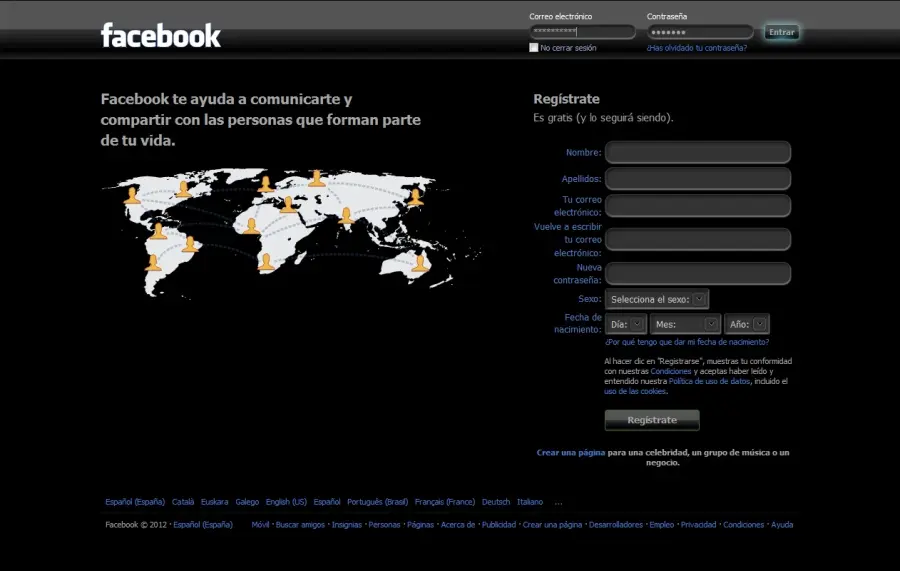 facebook
Correo electrónico
Contraseña
**********
•••••••
Entrar
No cerrar sesión
¿Has olvidado tu contraseña?
Facebook te ayuda a comunicarte y
compartir con las personas que forman parte
de tu vida.
Regístrate
Es gratis (y lo seguirá siendo).
Nombre:
Apellidos:
Tu correo
electrónico:
Vuelve a escribir
tu correo
electrónico:
Nueva
contraseña:
Sexo: Selecciona el sexo:
Fecha de
nacimiento: Día: Mes: Año:
¿Por qué tengo que dar mi fecha de nacimiento?
Al hacer clic en "Registrarse", muestras tu conformidad
con nuestras Condiciones y aceptas haber leído y
entendido nuestra Política de uso de datos, incluido el
uso de las cookies.
Regístrate
Crear una página para una celebridad, un grupo de música o un
negocio.
Español (España) Català Euskara Galego English (US) Español Português (Brasil) Français (France) Deutsch Italiano ...
Facebook © 2012 · Español (España) Móvil · Buscar amigos · Insignias · Personas · Páginas · Acerca de · Publicidad · Crear una página · Desarrolladores · Empleo · Privacidad · Condiciones · Ayuda